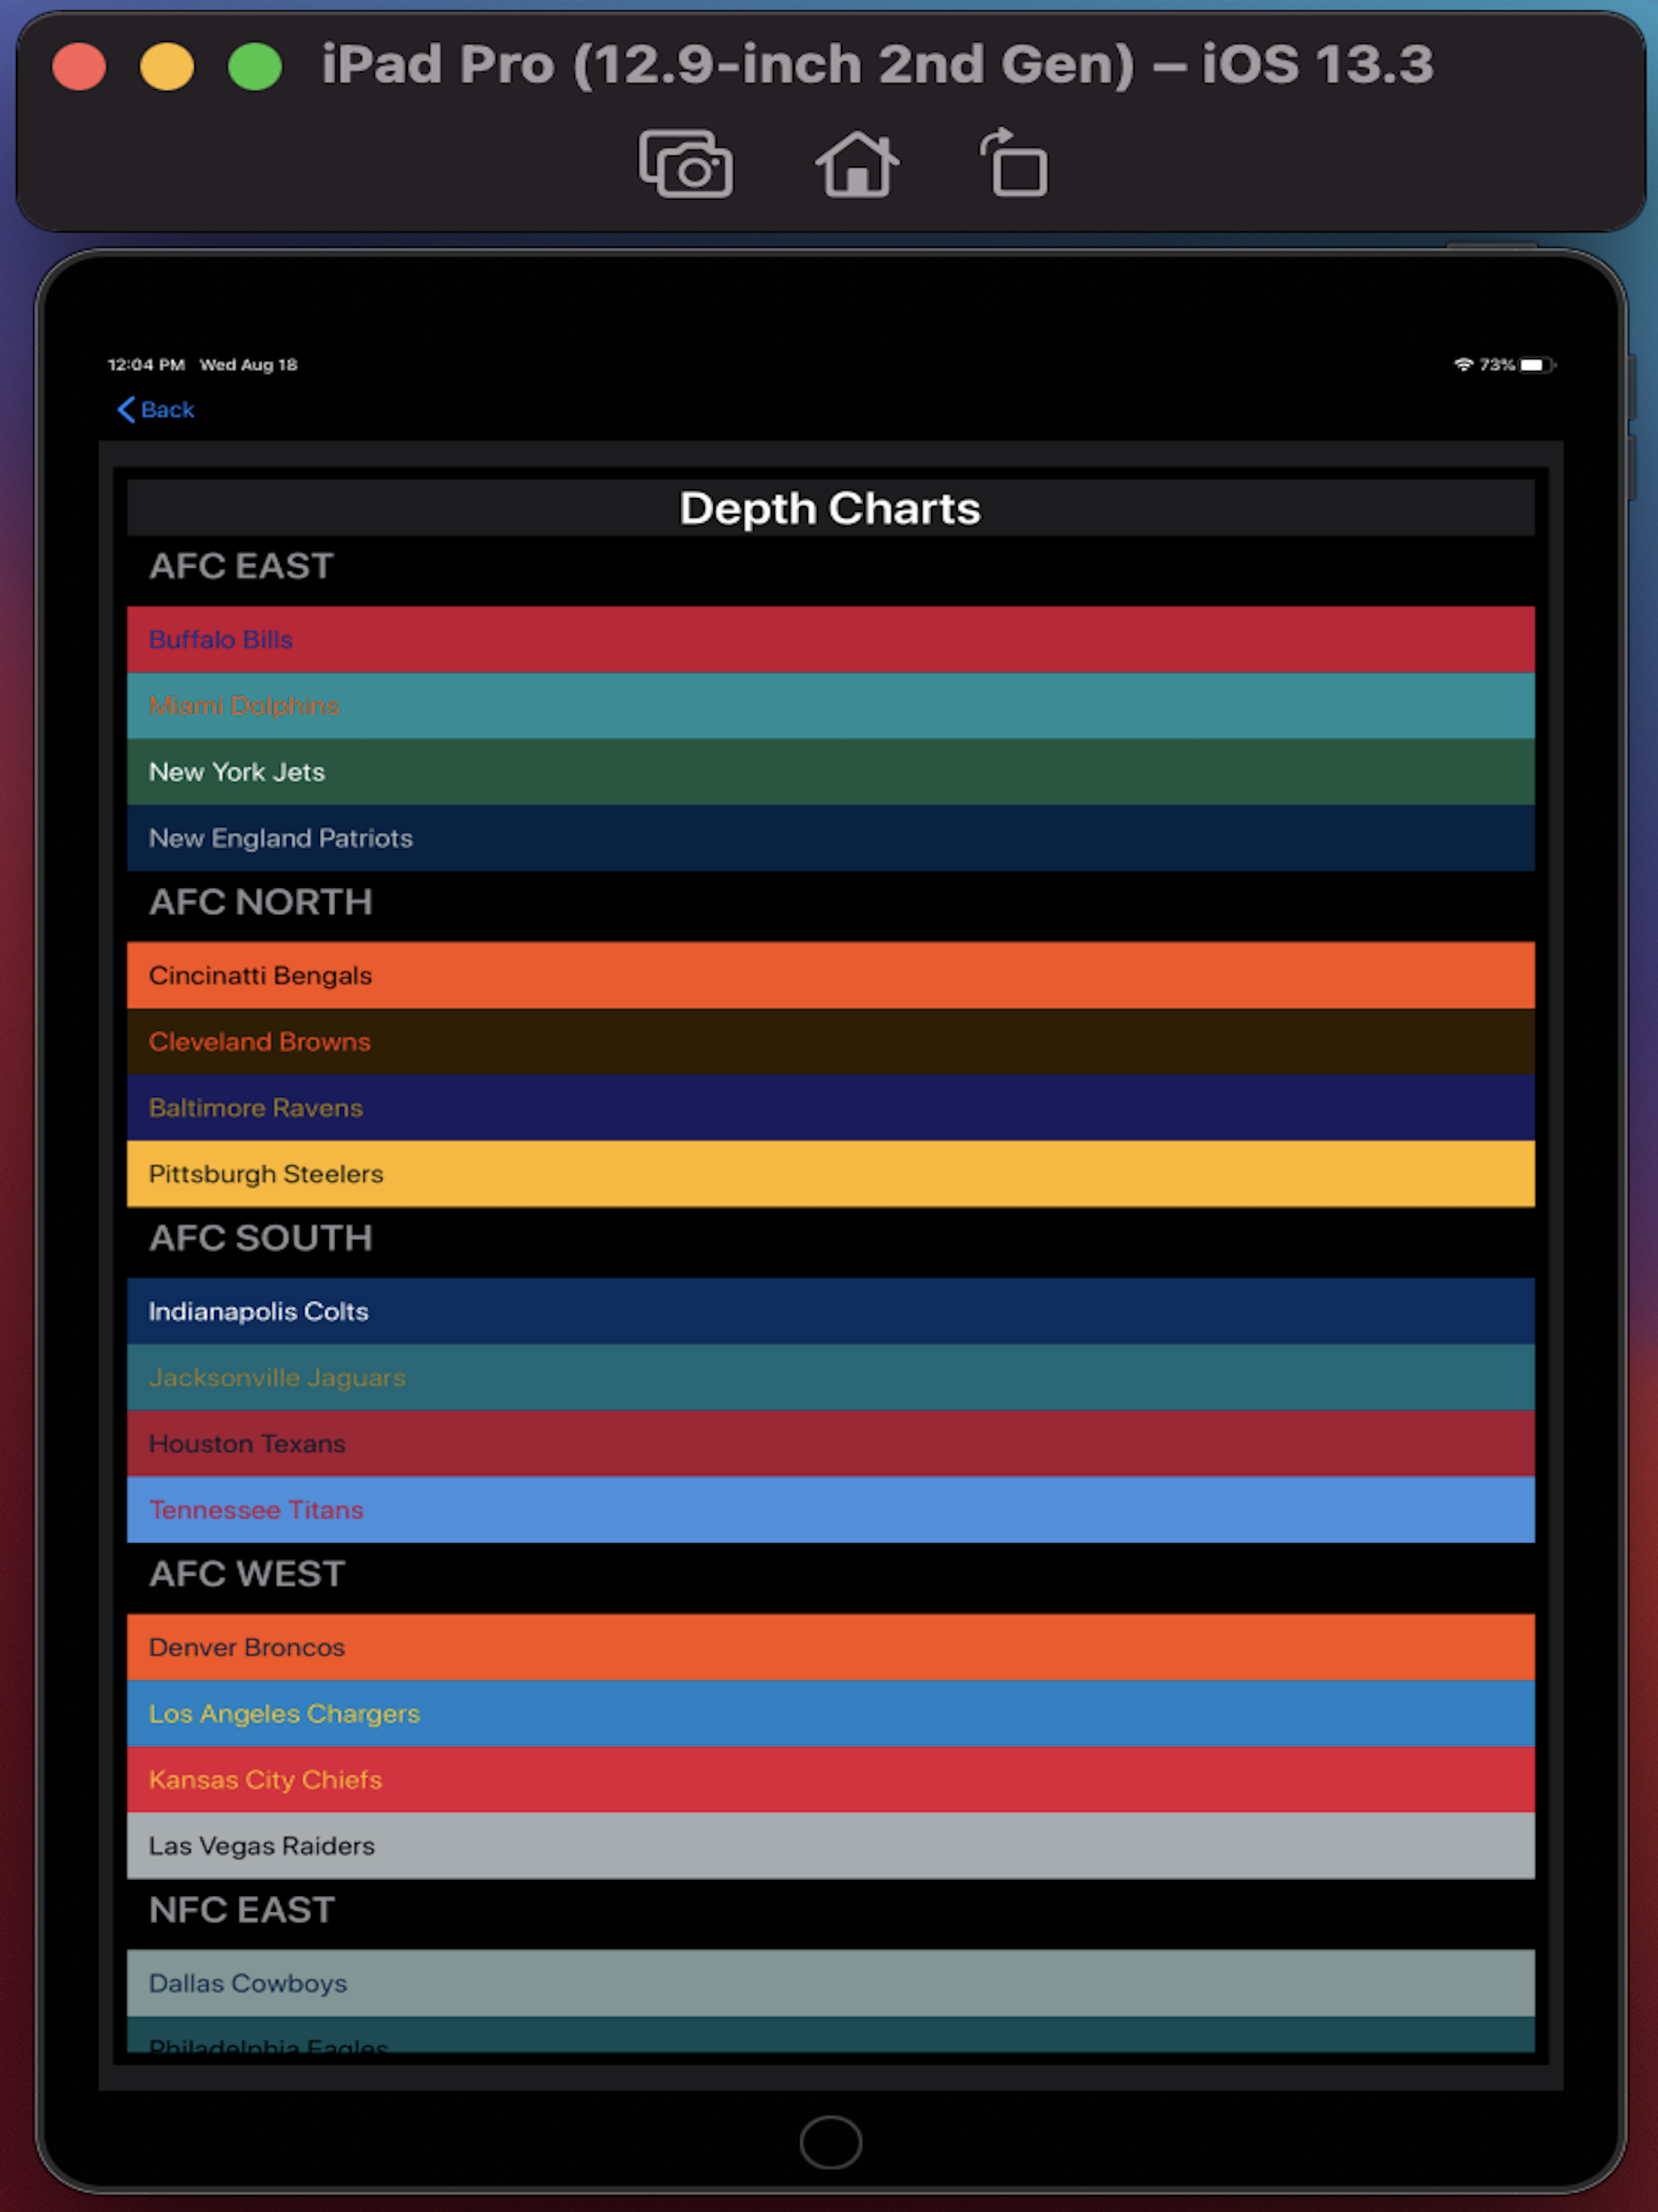 iPad Pro (12.9-inch 2nd Gen) – iOS 13.3
12:04 PM Wed Aug 18 73%
Back
Depth Charts
AFC EAST
Buffalo Bills
Miami Dolphins
New York Jets
New England Patriots
AFC NORTH
Cincinatti Bengals
Cleveland Browns
Baltimore Ravens
Pittsburgh Steelers
AFC SOUTH
Indianapolis Colts
Jacksonville Jaguars
Houston Texans
Tennessee Titans
AFC WEST
Denver Broncos
Los Angeles Chargers
Kansas City Chiefs
Las Vegas Raiders
NFC EAST
Dallas Cowboys
Philadelphia Eagles